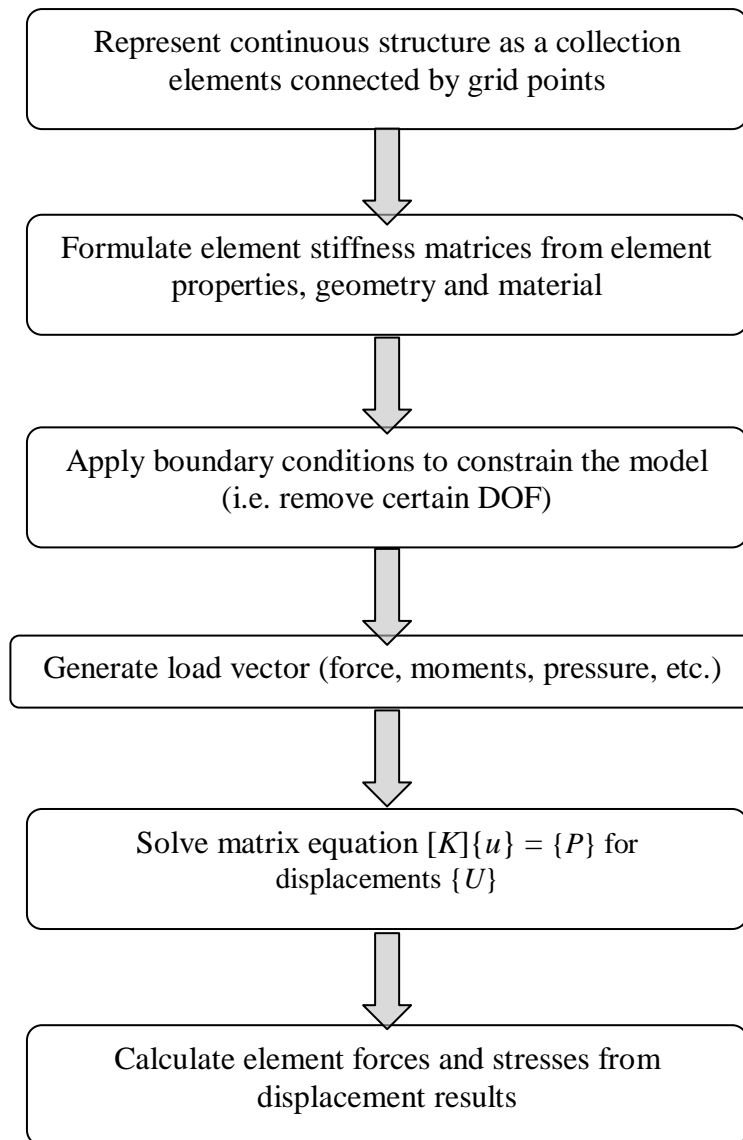 Represent continuous structure as a collection
elements connected by grid points
Formulate element stiffness matrices from element
properties, geometry and material
Apply boundary conditions to constrain the model
(i.e. remove certain DOF)
Generate load vector (force, moments, pressure, etc.)
Solve matrix equation [K]{u} = {P} for
displacements {U}
Calculate element forces and stresses from
displacement results